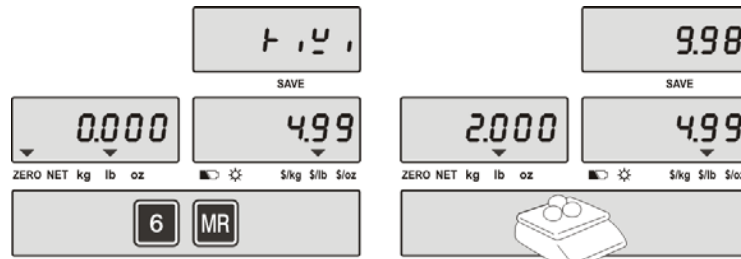 kiwi
SAVE
0.000
4.99
ZERO NET kg lb oz
$/kg $/lb $/oz
6 MR
9.98
SAVE
2.000
4.99
ZERO NET kg lb oz
$/kg $/lb $/oz